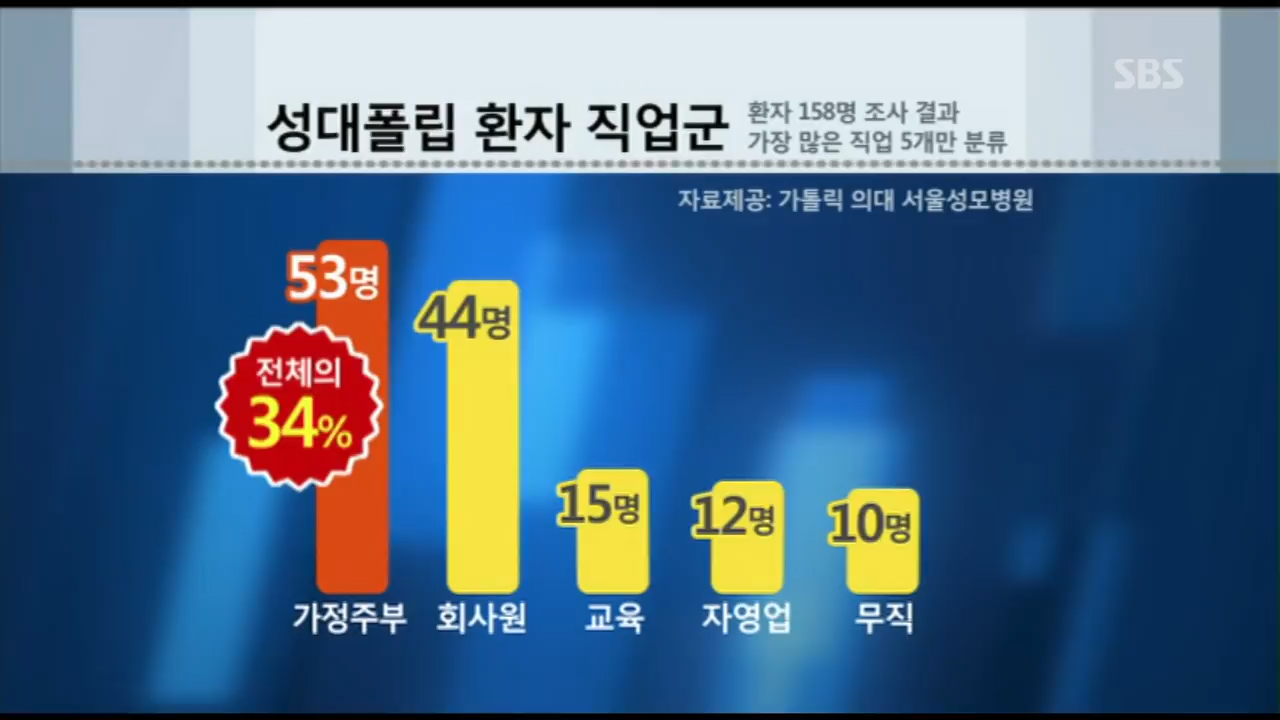 SBS
성대폴립 환자 직업군
환자 158명 조사 결과
가장 많은 직업 5개만 분류
자료제공: 가톨릭 의대 서울성모병원
53명
44명
15명
12명
10명
전체의
34%
가정주부
회사원
교육
자영업
무직